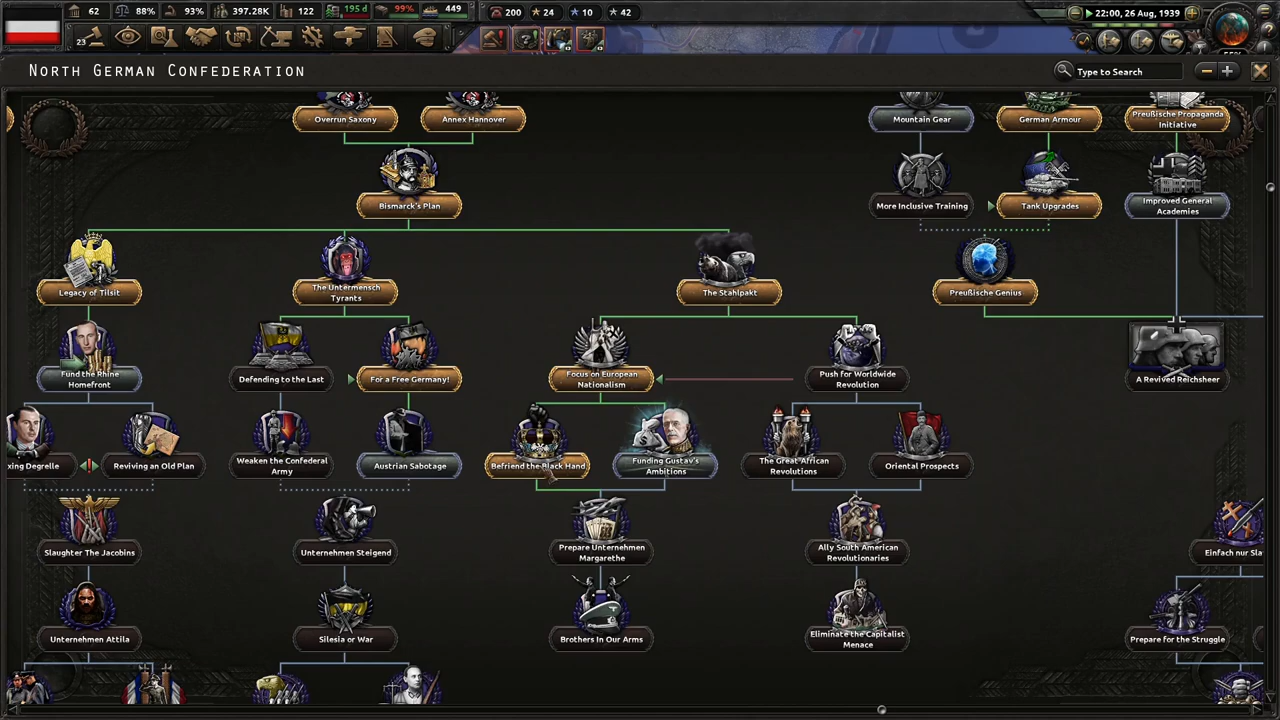 62
88%
93%
397.28K
122
195 d
99%
449
200
24
10
42
22:00, 26 Aug, 1939
23
NORTH GERMAN CONFEDERATION
Type to Search
Overrun Saxony
Annex Hannover
Mountain Gear
German Armour
Preußische Propaganda
Initiative
Bismarck's Plan
More Inclusive Training
Tank Upgrades
Improved General
Academies
Legacy of Tilsit
The Untermensch
Tyrants
The Stahlpakt
Preußische Genius
Fund the Rhine
Homefront
Defending to the Last
For a Free Germany!
Focus on European
Nationalism
Push for Worldwide
Revolution
A Revived Reichsheer
xing Degrelle
Reviving an Old Plan
Weaken the Confederal
Army
Austrian Sabotage
Befriend the Black Hand
Funding Gustav's
Ambitions
The Great African
Revolutions
Oriental Prospects
Slaughter The Jacobins
Unternehmen Steigend
Prepare Unternehmen
Margarethe
Ally South American
Revolutionaries
Einfach nur Sla
Unternehmen Attila
Silesia or War
Brothers In Our Arms
Eliminate the Capitalist
Menace
Prepare for the Struggle